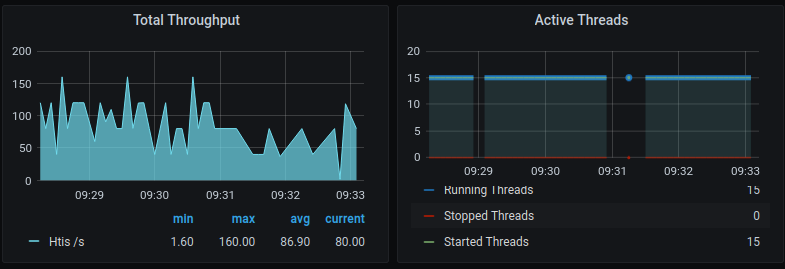 Total Throughput
200
150
100
50
0
09:29 09:30 09:31 09:32 09:33
min max avg current
Htis /s 1.60 160.00 86.90 80.00
Active Threads
20
15
10
5
0
09:29 09:30 09:31 09:32 09:33
Running Threads 15
Stopped Threads 0
Started Threads 15